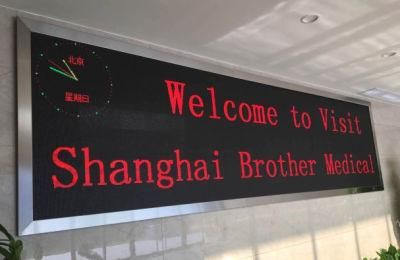 北京
星期日
Welcome to Visit
Shanghai Brother Medical